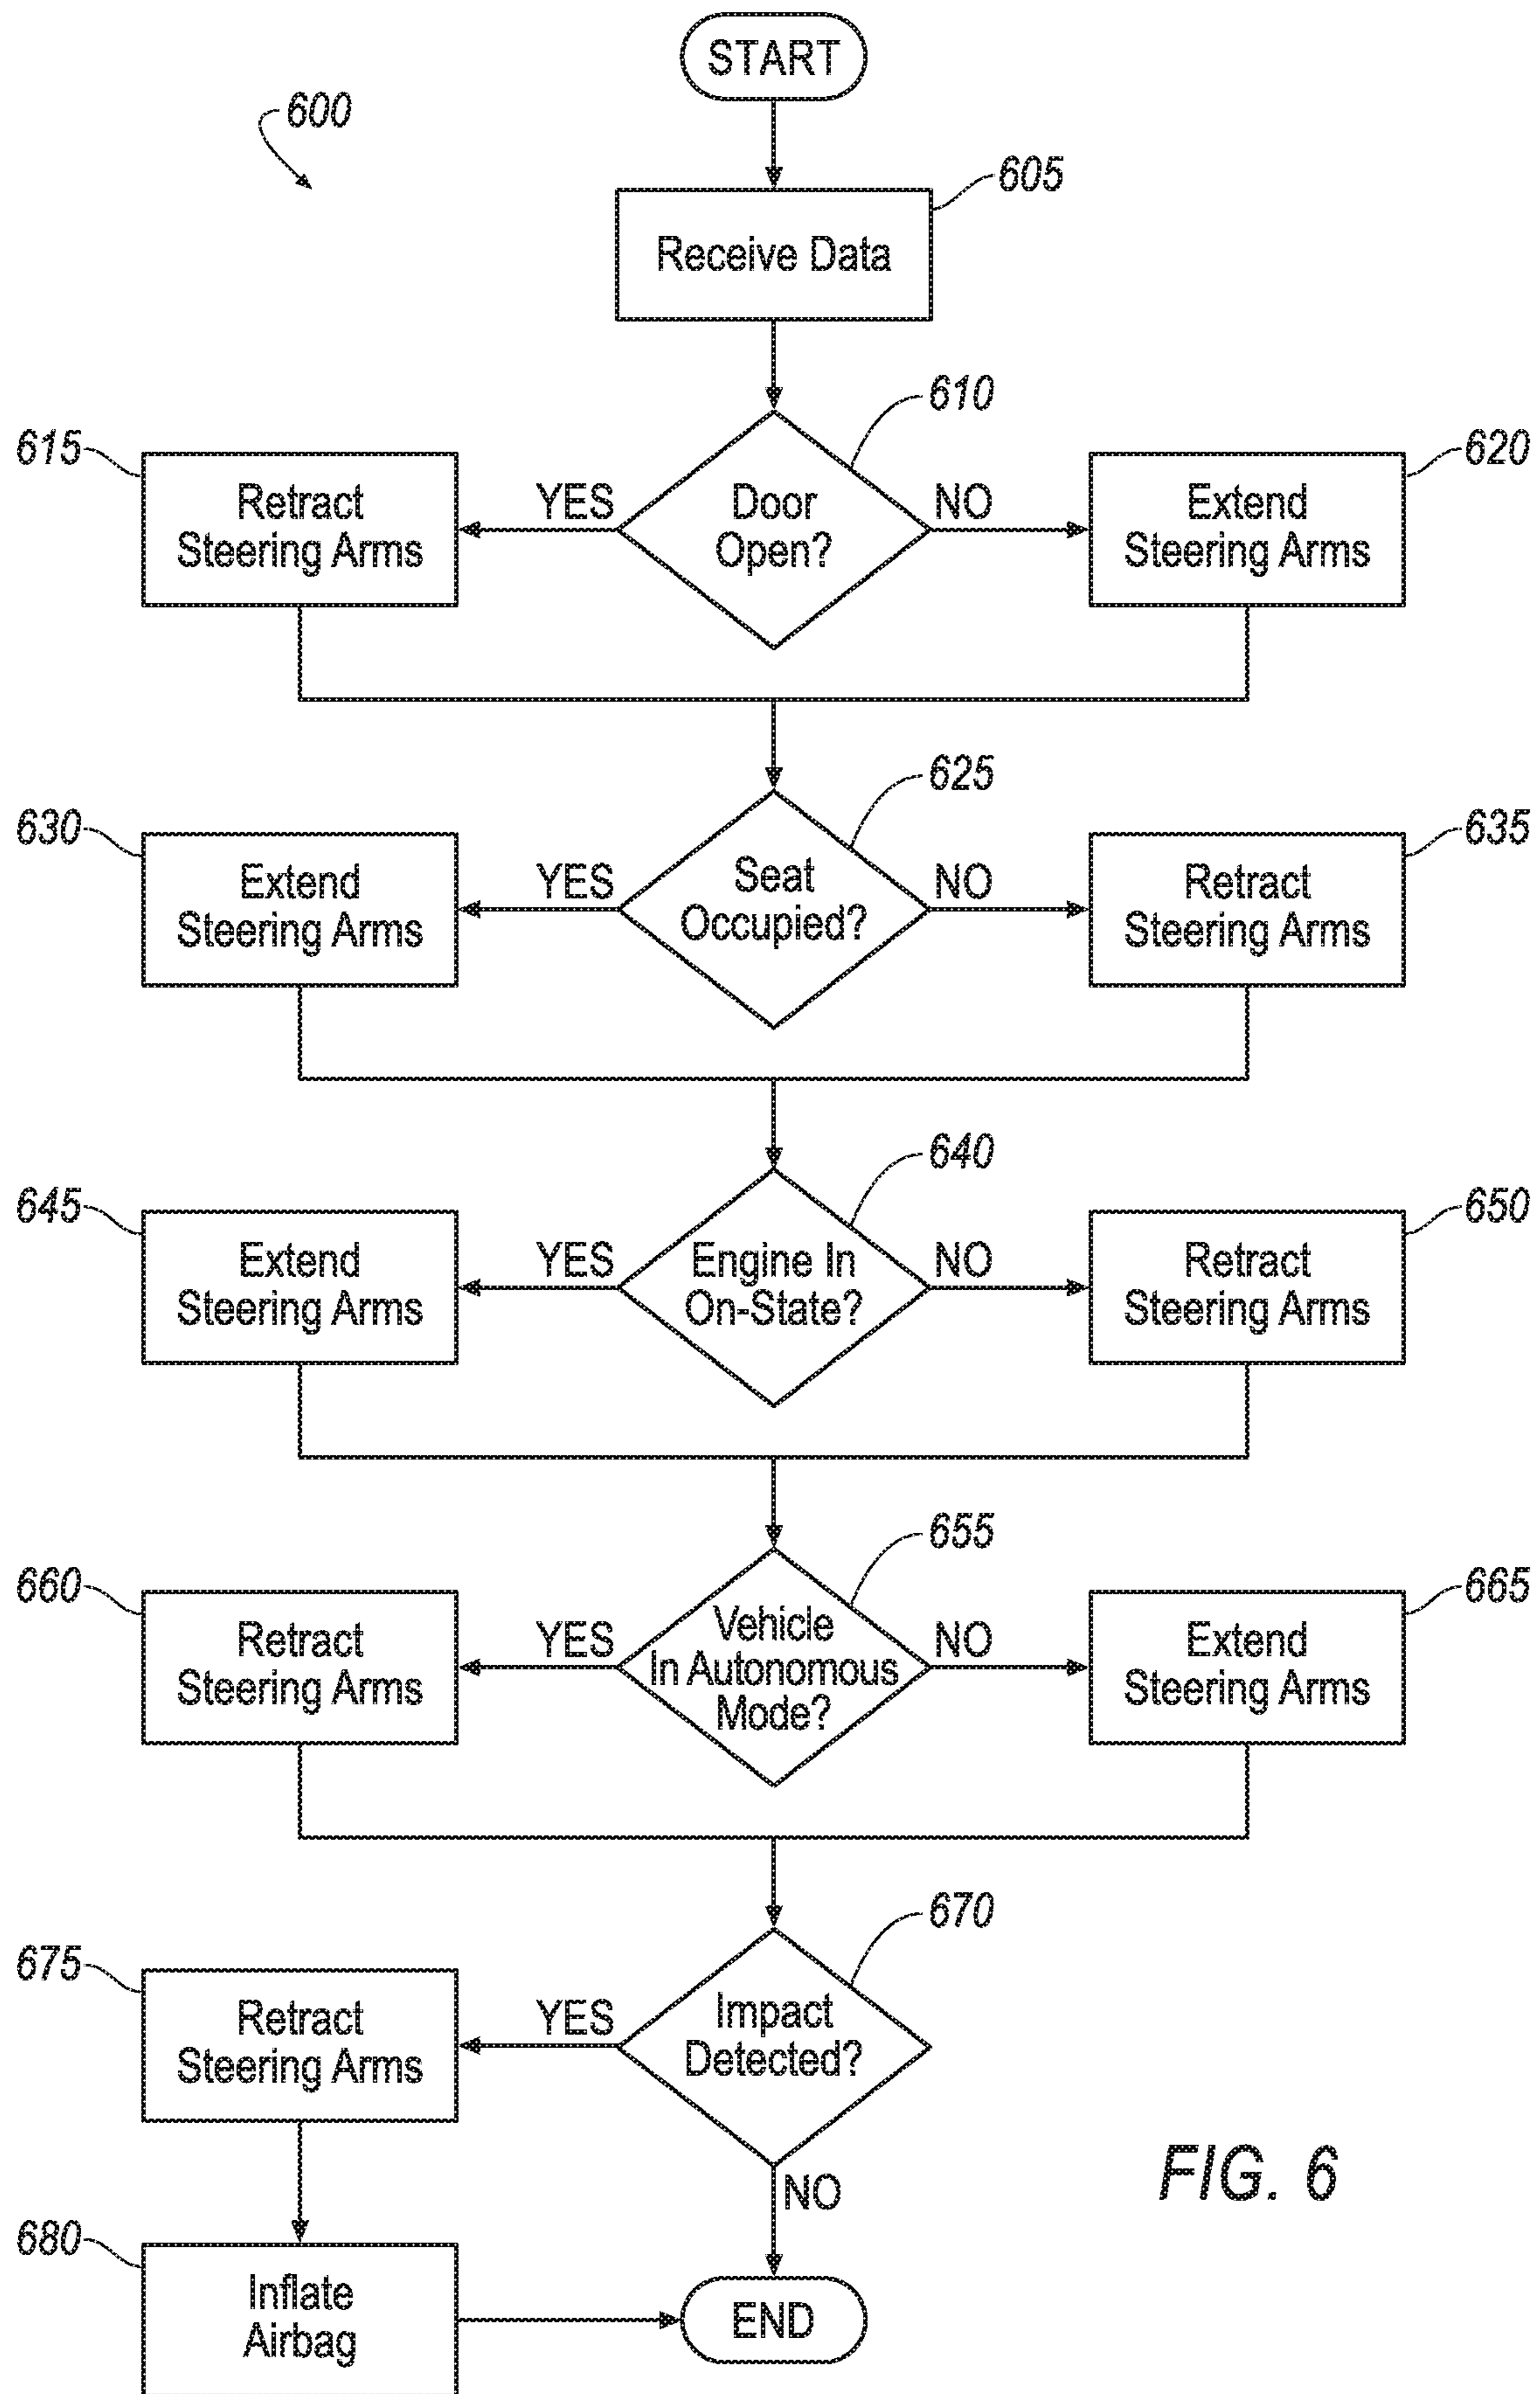 START
600
605
Receive Data
610
615
620
Retract
Steering Arms
YES
Door
Open?
NO
Extend
Steering Arms
625
630
635
Extend
Steering Arms
YES
Seat
Occupied?
NO
Retract
Steering Arms
640
645
650
Extend
Steering Arms
YES
Engine In
On-State?
NO
Retract
Steering Arms
655
660
665
Retract
Steering Arms
YES
Vehicle
In Autonomous
Mode?
NO
Extend
Steering Arms
670
675
Retract
Steering Arms
YES
Impact
Detected?
NO
FIG. 6
680
Inflate
Airbag
END